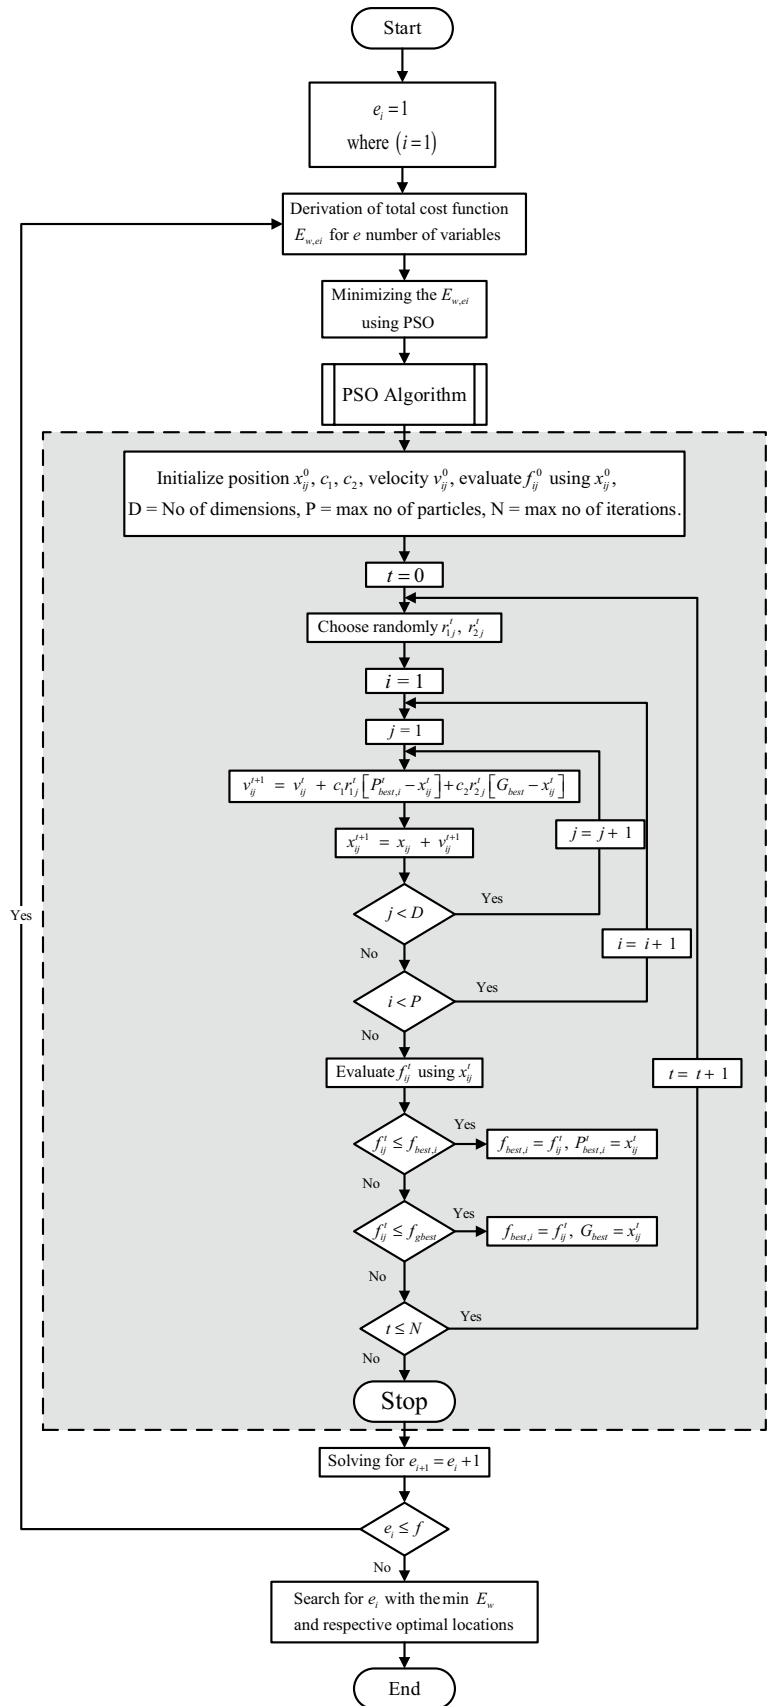 Start
e_i = 1
where (i = 1)
Derivation of total cost function
E_{w,ei} for e number of variables
Minimizing the E_{w,ei}
using PSO
PSO Algorithm
Initialize position x_{ij}^0, c_1, c_2, velocity v_{ij}^0, evaluate f_{ij}^0 using x_{ij}^0,
D = No of dimensions, P = max no of particles, N = max no of iterations.
t = 0
Choose randomly r_{1j}^t, r_{2j}^t
i = 1
j = 1
v_{ij}^{t+1} = v_{ij}^t + c_1 r_{1j}^t [P_{best,i}^t − x_{ij}^t] + c_2 r_{2j}^t [G_{best} − x_{ij}^t]
j = j + 1
x_{ij}^{t+1} = x_{ij} + v_{ij}^{t+1}
j < D
Yes
Yes
No
i = i + 1
i < P
Yes
No
Evaluate f_{ij}^t using x_{ij}^t
t = t + 1
f_{ij}^t ≤ f_{best,i}
Yes
f_{best,i} = f_{ij}^t, P_{best,i}^t = x_{ij}^t
No
f_{ij}^t ≤ f_{gbest}
Yes
f_{best,i} = f_{ij}^t, G_{best} = x_{ij}^t
No
t ≤ N
Yes
No
Stop
Solving for e_{i+1} = e_i + 1
e_i ≤ f
No
Search for e_i with the min E_w
and respective optimal locations
End